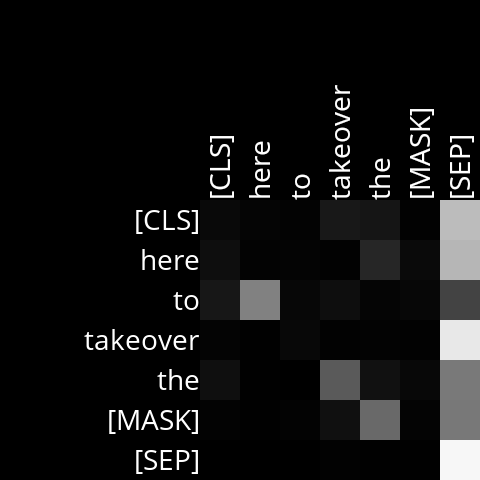 [CLS] here to takeover the [MASK] [SEP]
[CLS]
here
to
takeover
the
[MASK]
[SEP]